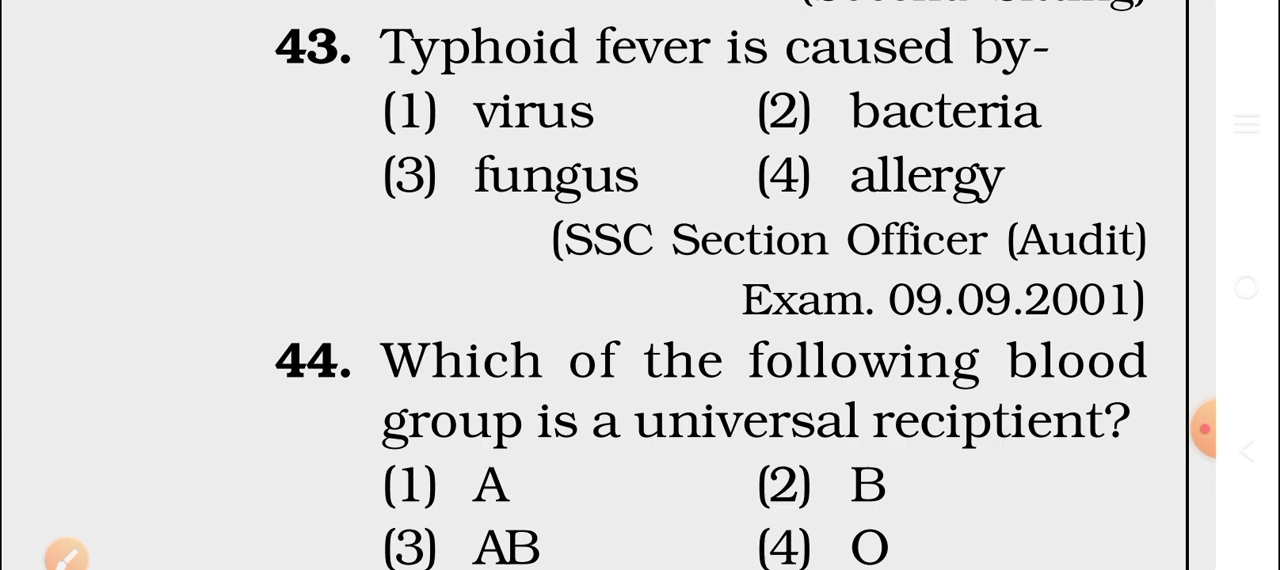 43. Typhoid fever is caused by-
(1) virus (2) bacteria
(3) fungus (4) allergy
(SSC Section Officer (Audit)
Exam. 09.09.2001)
44. Which of the following blood
group is a universal reciptient?
(1) A (2) B
(3) AB (4) O